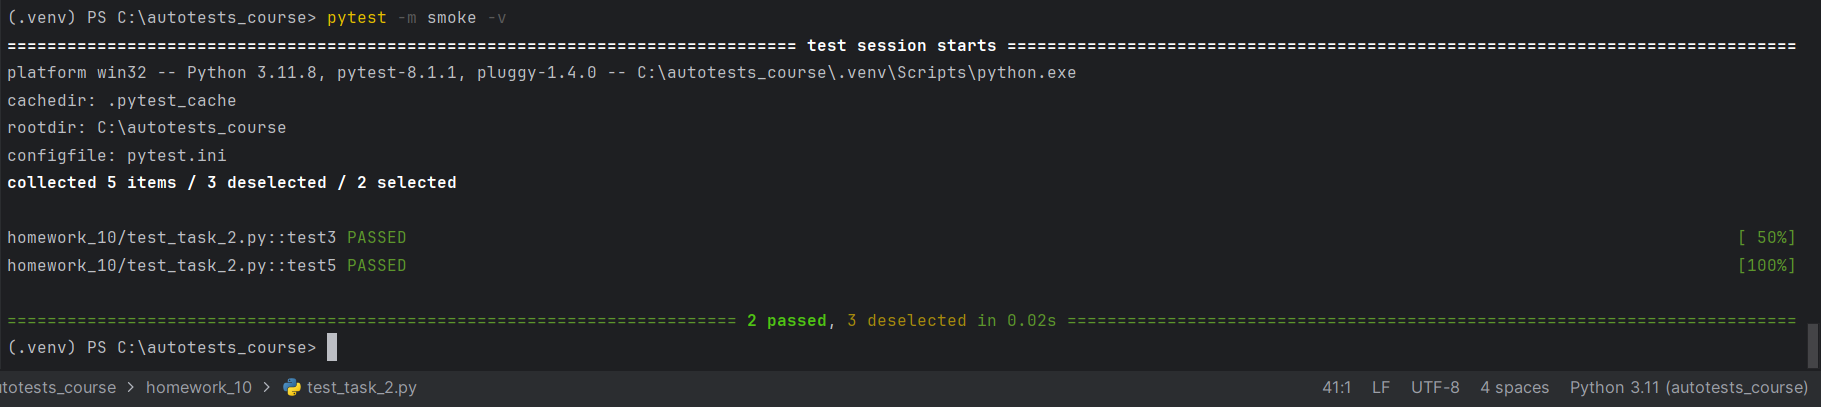 (.venv) PS C:\autotests_course> pytest -m smoke -v
=============================================================================== test session starts ===============================================================================
platform win32 -- Python 3.11.8, pytest-8.1.1, pluggy-1.4.0 -- C:\autotests_course\.venv\Scripts\python.exe
cachedir: .pytest_cache
rootdir: C:\autotests_course
configfile: pytest.ini
collected 5 items / 3 deselected / 2 selected
homework_10/test_task_2.py::test3 PASSED [ 50%]
homework_10/test_task_2.py::test5 PASSED [100%]
========================================================================= 2 passed, 3 deselected in 0.02s =========================================================================
(.venv) PS C:\autotests_course>
utotests_course > homework_10 > test_task_2.py 41:1 LF UTF-8 4 spaces Python 3.11 (autotests_course)